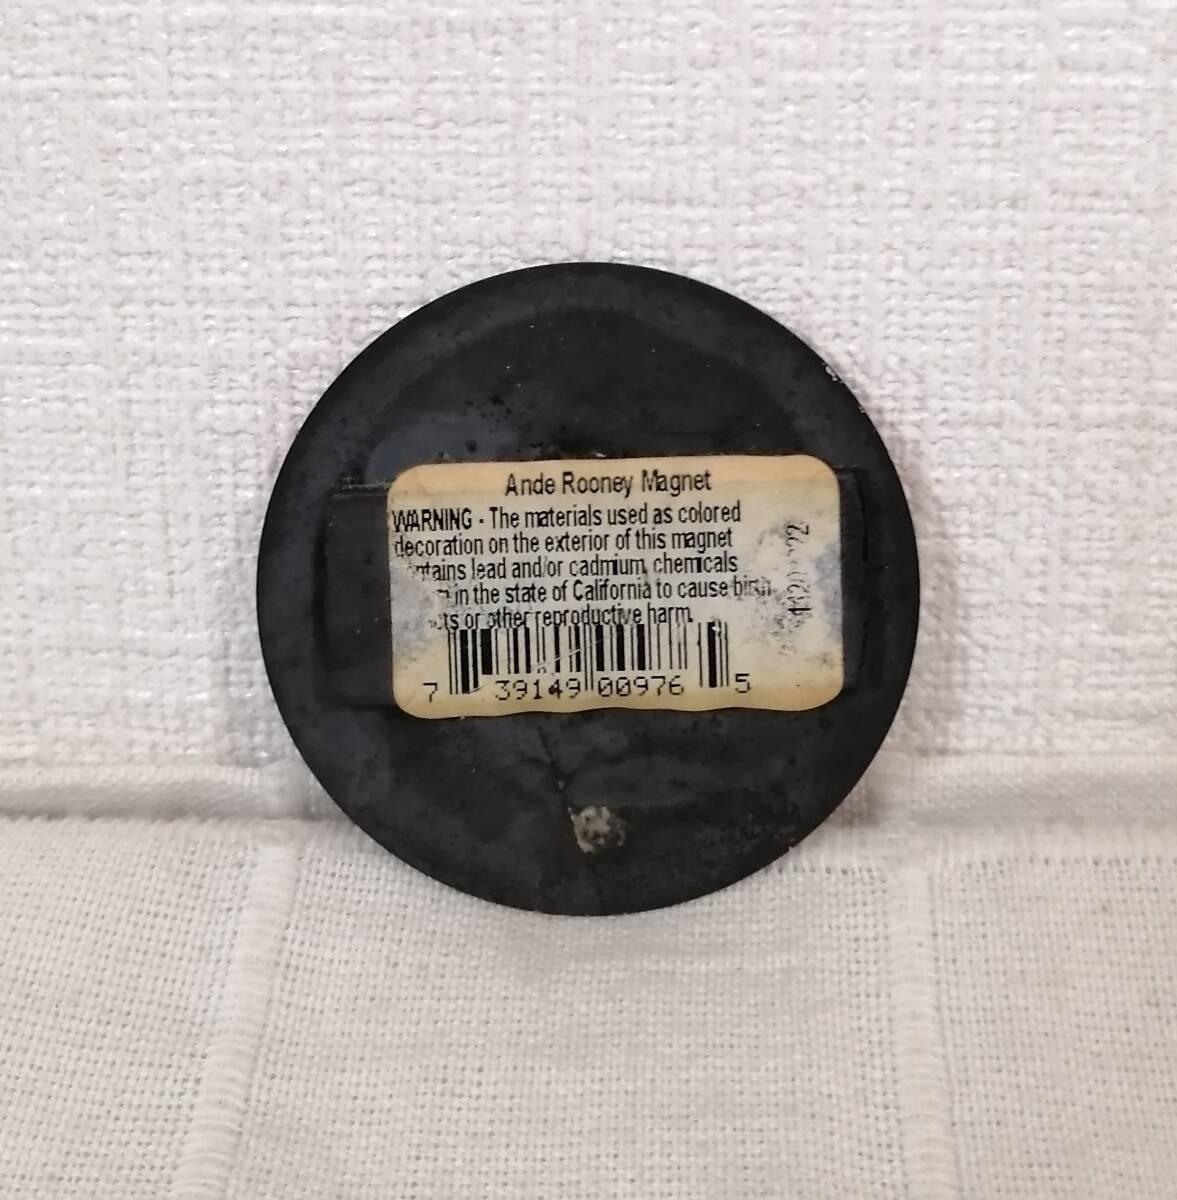 Ande Rooney Magnet
WARNING - The materials used as colored
decoration on the exterior of this magnet
lead and/or cadmium, chemicals
in the state of California to cause birth
or other reproductive harm.
7 39149 00976 5